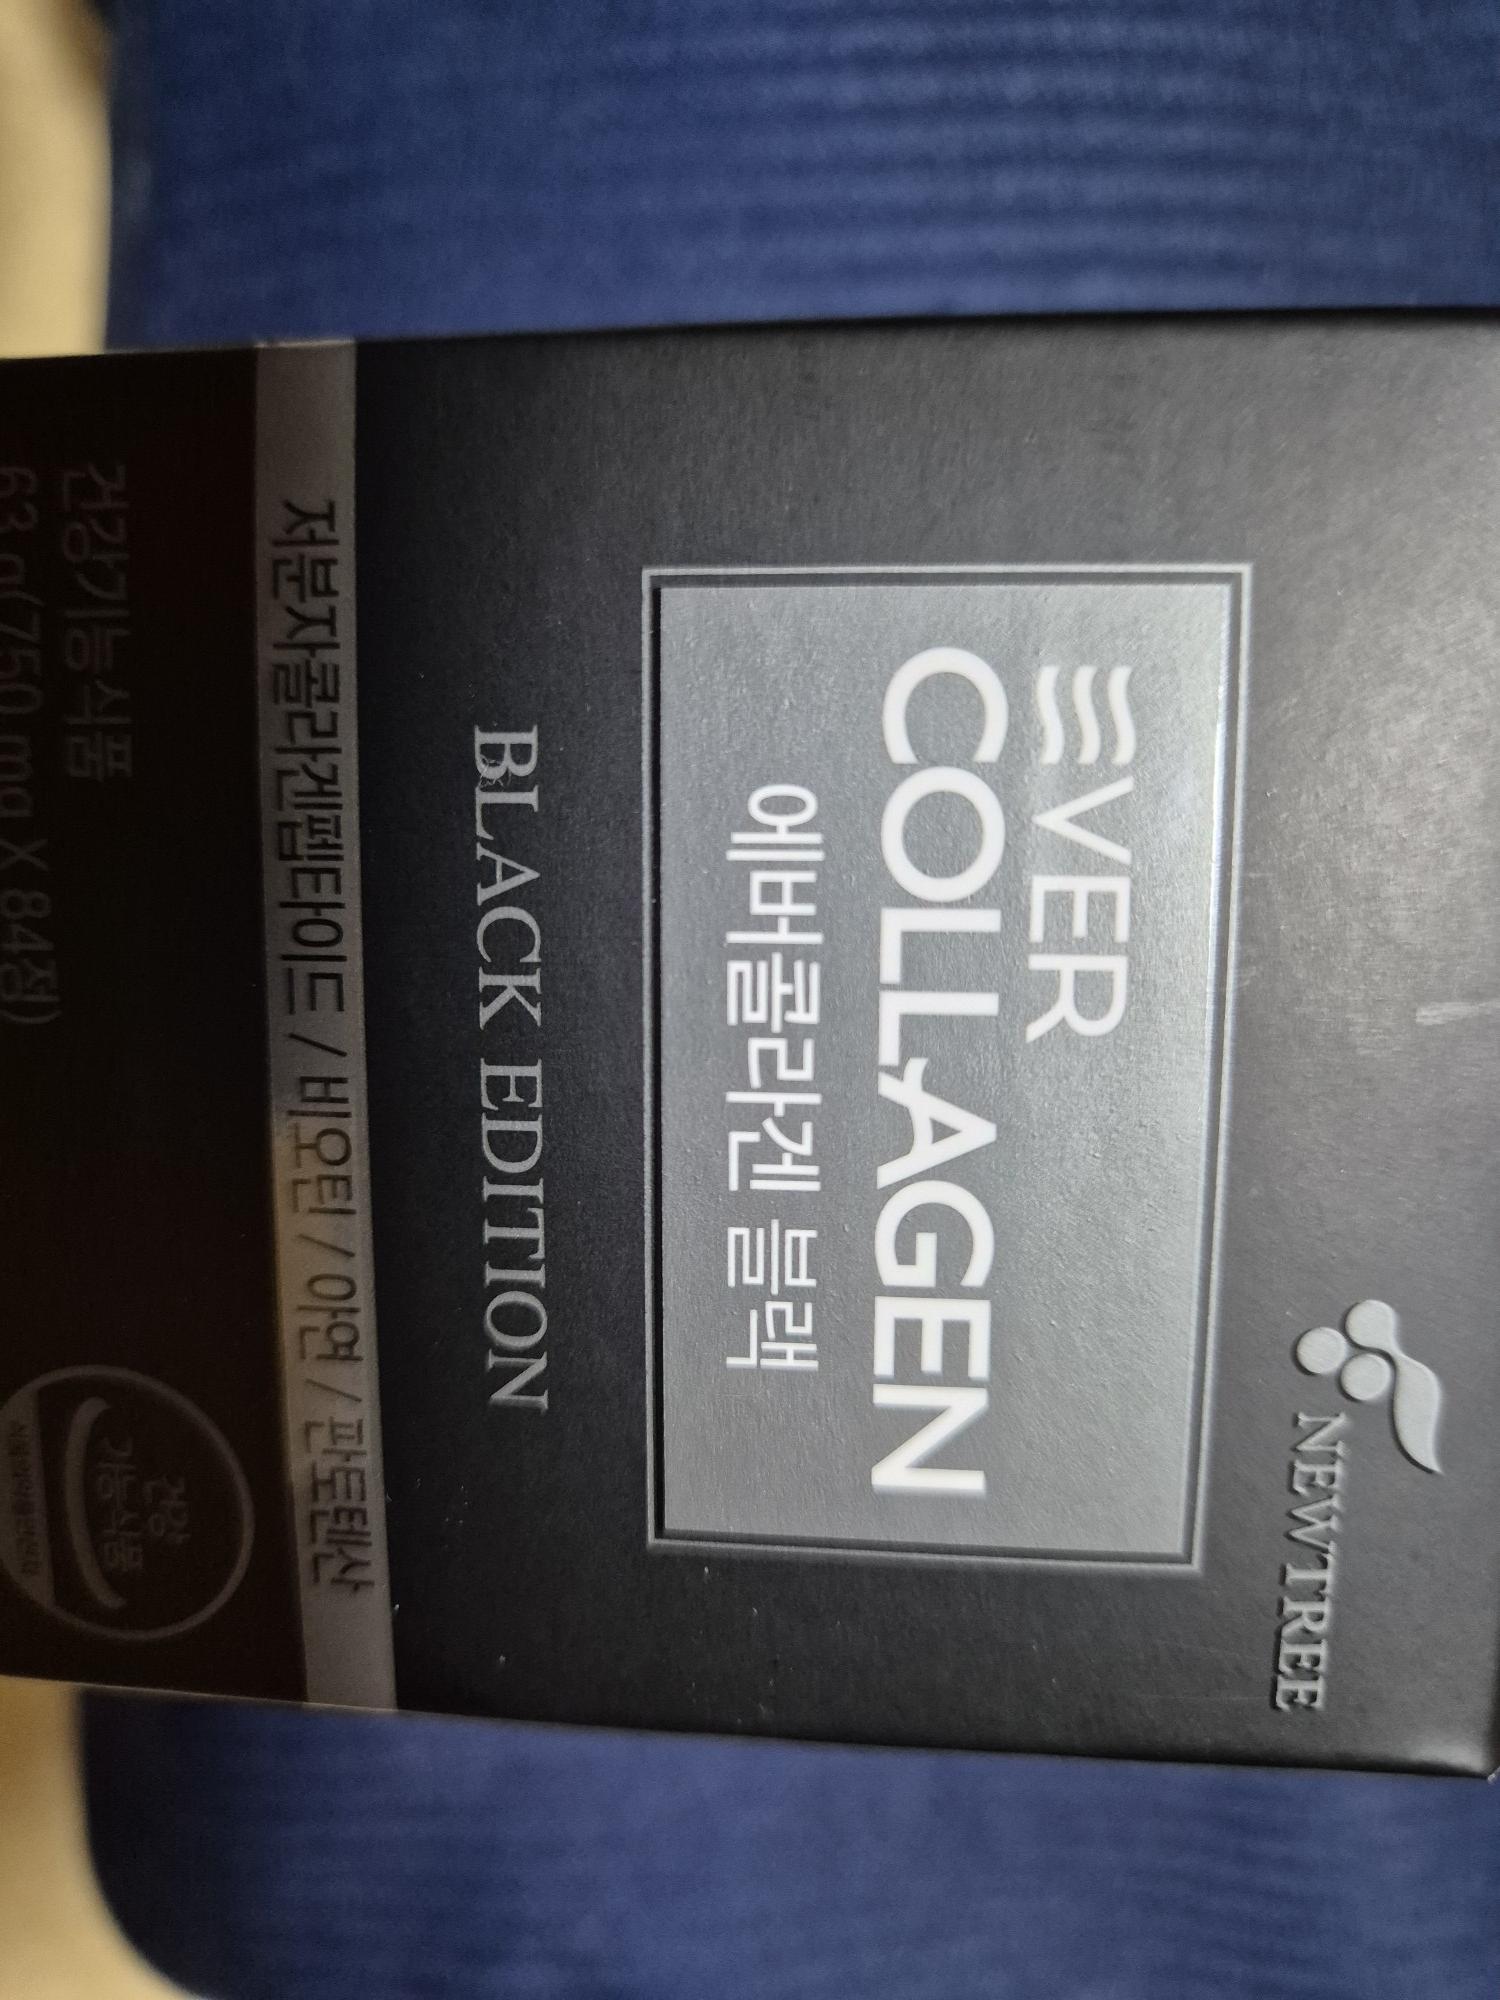 NEWTREE
EVER
COLLAGEN
에버콜라겐 블랙
BLACK EDITION
저분자콜라겐펩타이드 / 비오틴 / 아연 / 판토텐산
건강기능식품
63 g(750 mg X 84정)
건강
기능식품